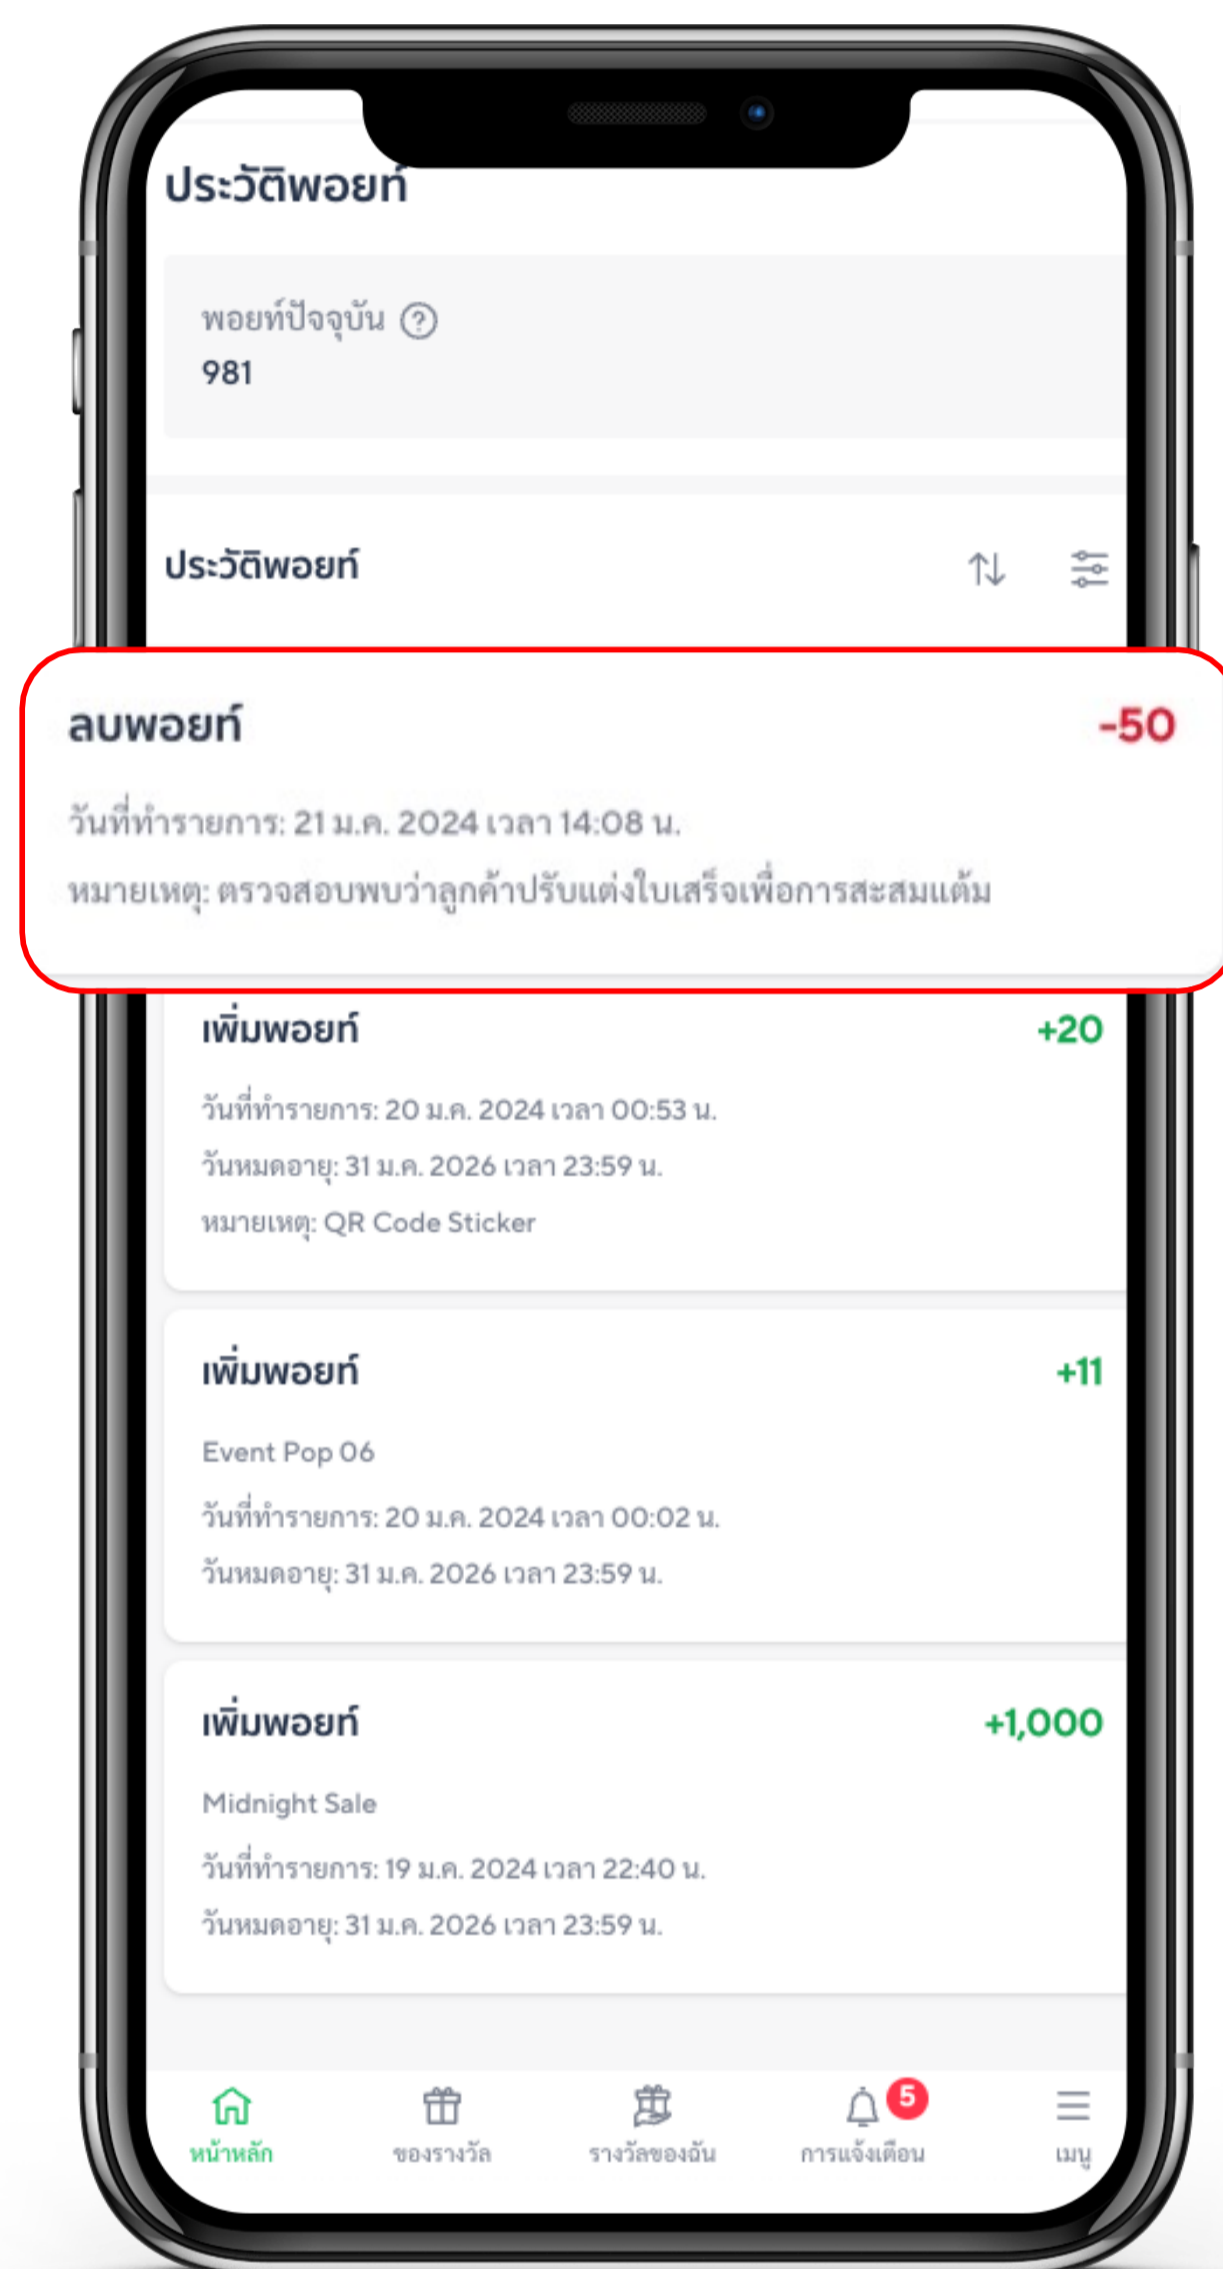 ประวัติพอยท์
พอยท์ปัจจุบัน ?
981
ประวัติพอยท์
ลบพอยท์ -50
วันที่ทำรายการ: 21 ม.ค. 2024 เวลา 14:08 น.
หมายเหตุ: ตรวจสอบพบว่าลูกค้าปรับแต่งใบเสร็จเพื่อการสะสมแต้ม
เพิ่มพอยท์ +20
วันที่ทำรายการ: 20 ม.ค. 2024 เวลา 00:53 น.
วันหมดอายุ: 31 ม.ค. 2026 เวลา 23:59 น.
หมายเหตุ: QR Code Sticker
เพิ่มพอยท์ +11
Event Pop 06
วันที่ทำรายการ: 20 ม.ค. 2024 เวลา 00:02 น.
วันหมดอายุ: 31 ม.ค. 2026 เวลา 23:59 น.
เพิ่มพอยท์ +1,000
Midnight Sale
วันที่ทำรายการ: 19 ม.ค. 2024 เวลา 22:40 น.
วันหมดอายุ: 31 ม.ค. 2026 เวลา 23:59 น.
5
หน้าหลัก ของรางวัล รางวัลของฉัน การแจ้งเตือน เมนู